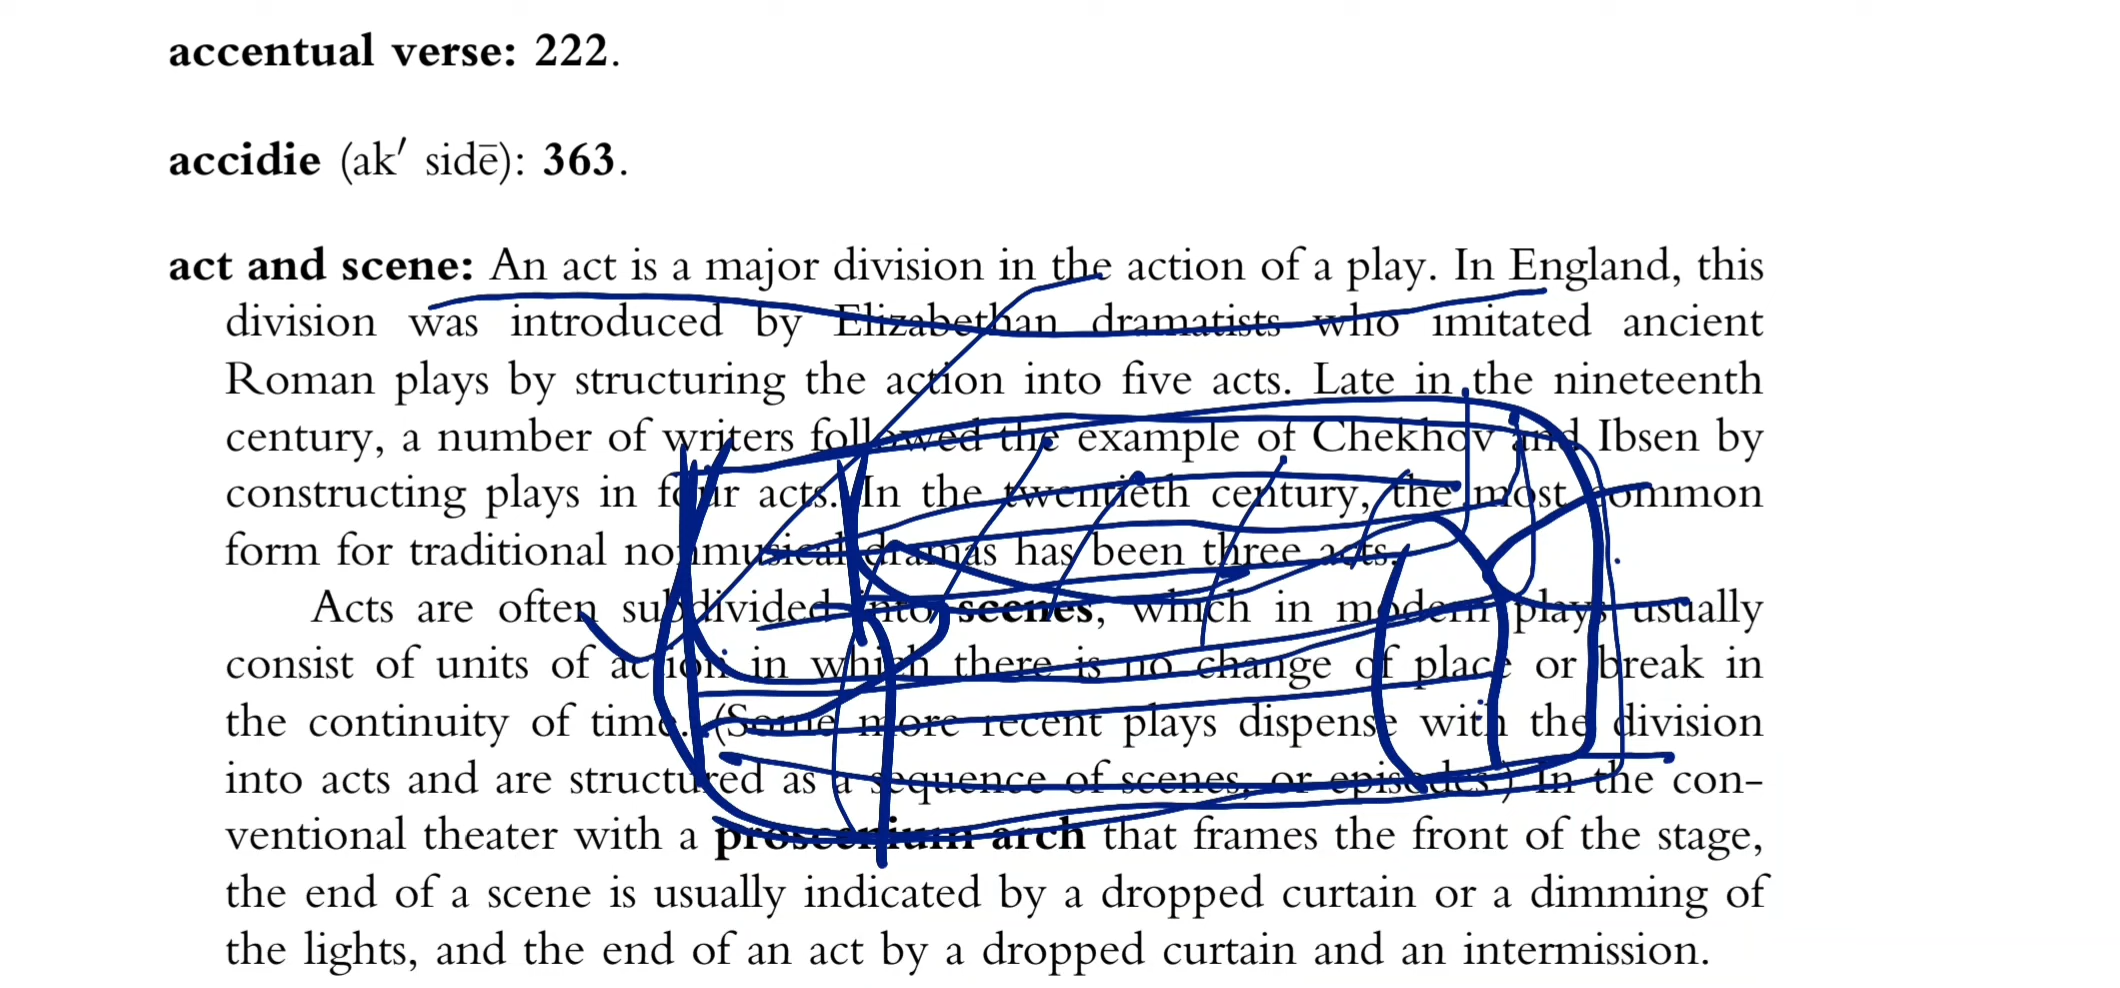 accentual verse: 222.
accidie (ak′ sidē): 363.
act and scene: An act is a major division in the action of a play. In England, this
division was introduced by Elizabethan dramatists who imitated ancient
Roman plays by structuring the action into five acts. Late in the nineteenth
century, a number of writers followed the example of Chekhov and Ibsen by
constructing plays in four acts. In the twentieth century, the most common
form for traditional nonmusical dramas has been three acts.
Acts are often subdivided into scenes, which in modern plays usually
consist of units of action in which there is no change of place or break in
the continuity of time. (Some more recent plays dispense with the division
into acts and are structured as a sequence of scenes, or episodes.) In the con-
ventional theater with a proscenium arch that frames the front of the stage,
the end of a scene is usually indicated by a dropped curtain or a dimming of
the lights, and the end of an act by a dropped curtain and an intermission.